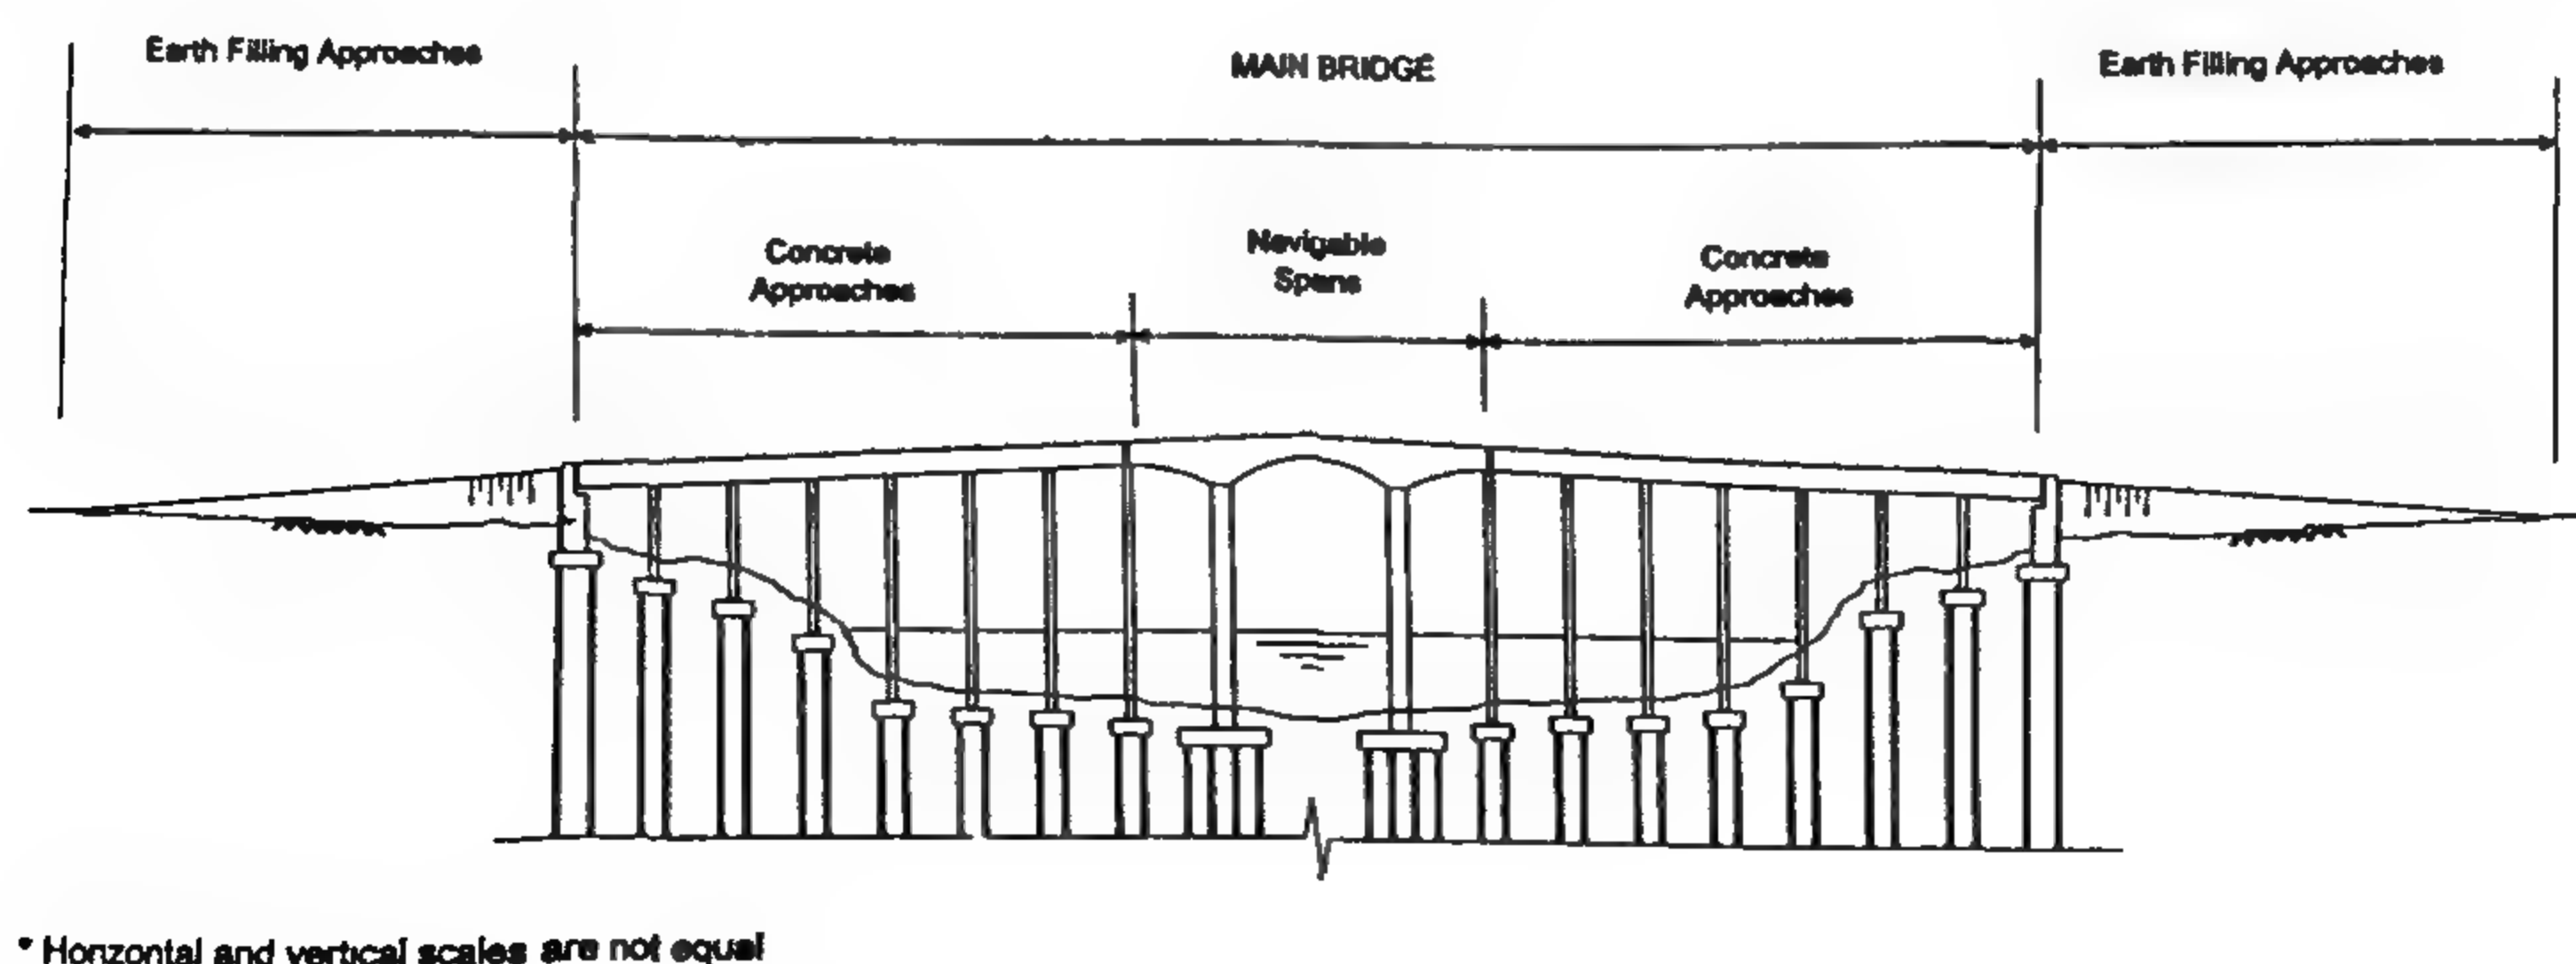 Earth Filling Approaches
MAIN BRIDGE
Earth Filling Approaches
Concrete
Approaches
Navigable
Spans
Concrete
Approaches
* Horizontal and vertical scales are not equal